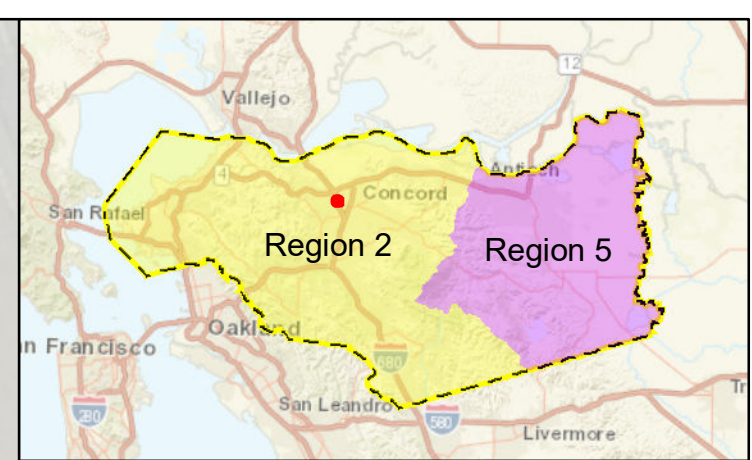 12
Vallejo
Antioch
4
Concord
San Rafael
Region 2
Region 5
Oakland
n Francisco
680
San Leandro
280
580
Livermore
Tr